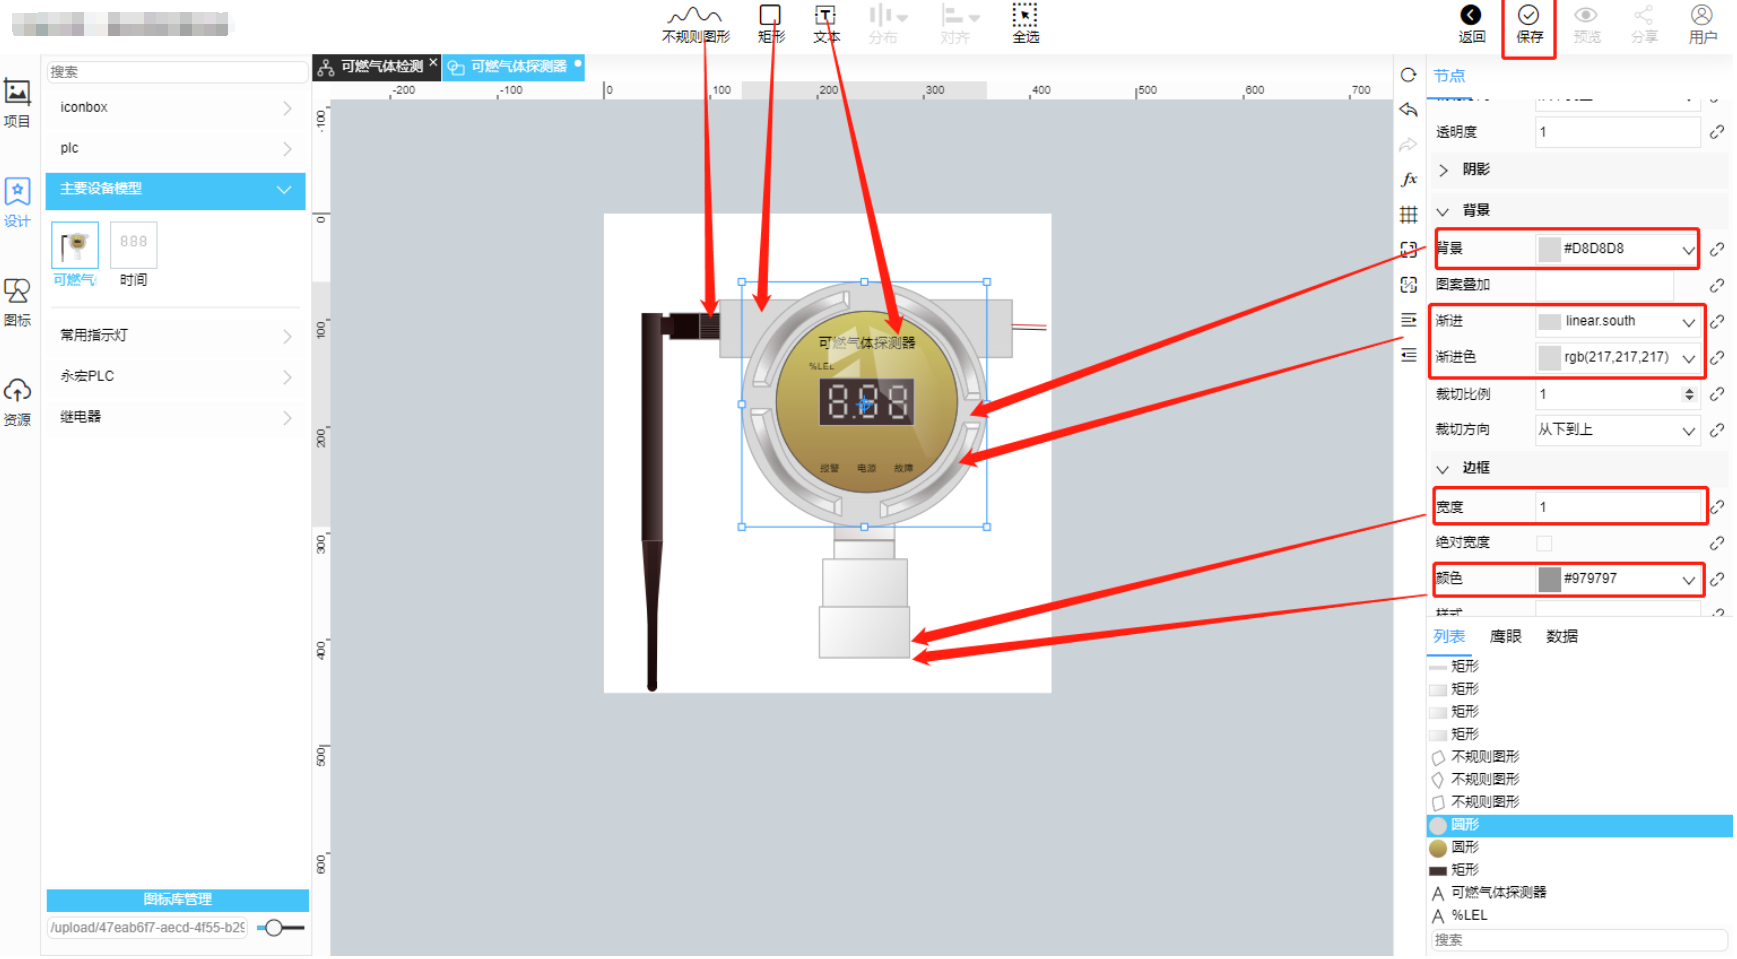 不规则图形
矩形
文本
分布
对齐
全选
返回
保存
预览
分享
用户
搜索
iconbox
plc
主要设备模型
可燃气
888
时间
常用指示灯
永宏PLC
继电器
图标库管理
/upload/47eab6f7-aecd-4f55-b29
项目
设计
图标
资源
可燃气体检测 ×
可燃气体探测器
-200
-100
0
100
200
300
400
500
600
700
-100
0
100
200
300
400
500
600
可燃气体探测器
%LEL
8.88
报警 电源 故障
fx
节点
透明度 1
阴影
背景
背景 #D8D8D8
图案叠加
渐进 linear.south
渐进色 rgb(217,217,217)
裁切比例 1
裁切方向 从下到上
边框
宽度 1
绝对宽度
颜色 #979797
样式
列表 鹰眼 数据
矩形
矩形
矩形
矩形
不规则图形
不规则图形
不规则图形
圆形
圆形
矩形
A 可燃气体探测器
A %LEL
搜索